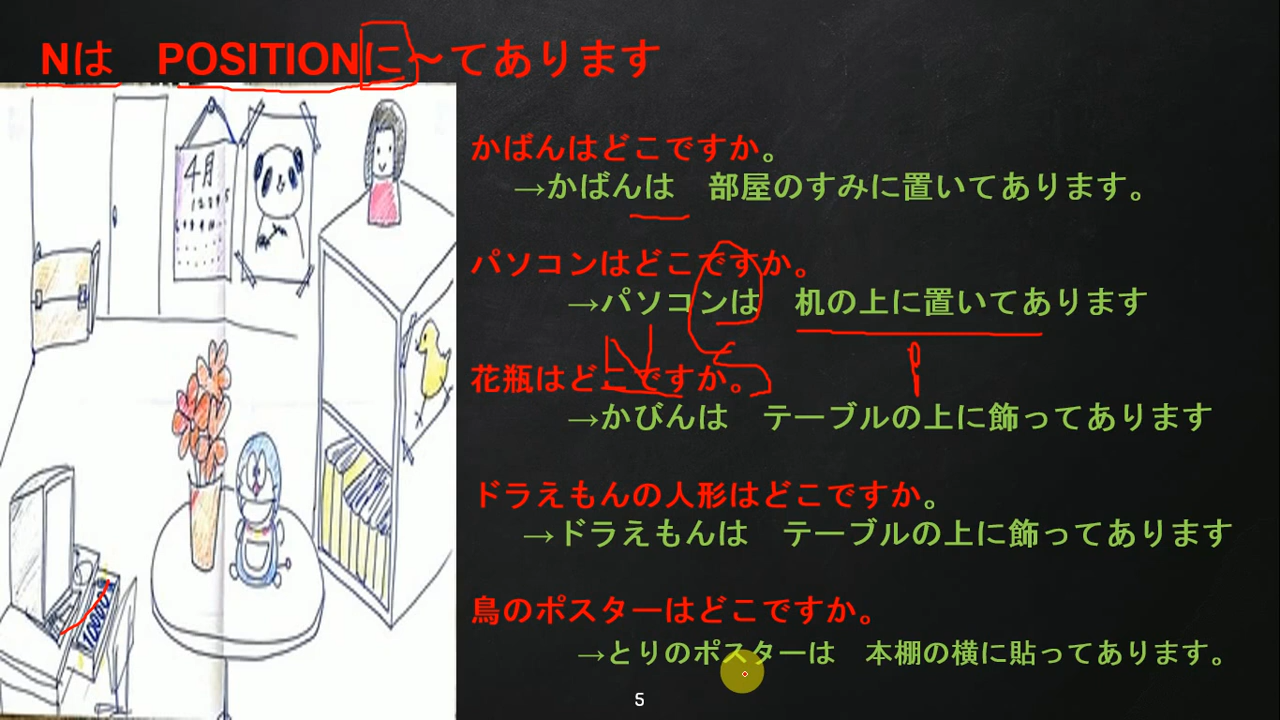 Nは　POSITIONに～てあります
かばんはどこですか。
→かばんは　部屋のすみに置いてあります。
パソコンはどこですか。
→パソコンは　机の上に置いてあります
N
P
花瓶はどこですか。
→かびんは　テーブルの上に飾ってあります
ドラえもんの人形はどこですか。
→ドラえもんは　テーブルの上に飾ってあります
鳥のポスターはどこですか。
→とりのポスターは　本棚の横に貼ってあります。
4月
10000
5